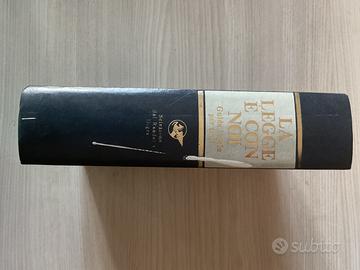 LA
LEGGE
È CON
NOI
Selezione
dal Reader's
Digest
subito